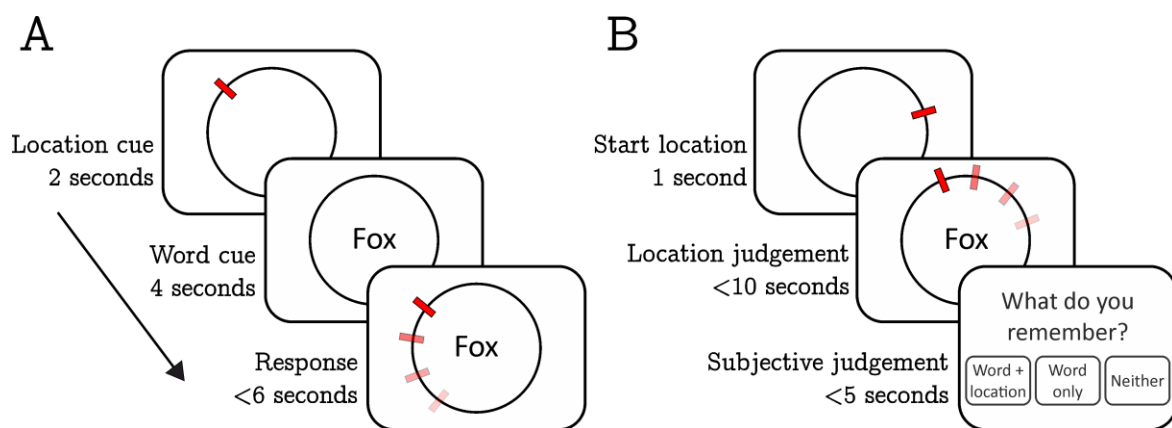 A
Location cue
2 seconds
Word cue
4 seconds
Fox
Response
<6 seconds
Fox
B
Start location
1 second
Location judgement
<10 seconds
Fox
Subjective judgement
<5 seconds
What do you
remember?
Word +
location
Word
only
Neither